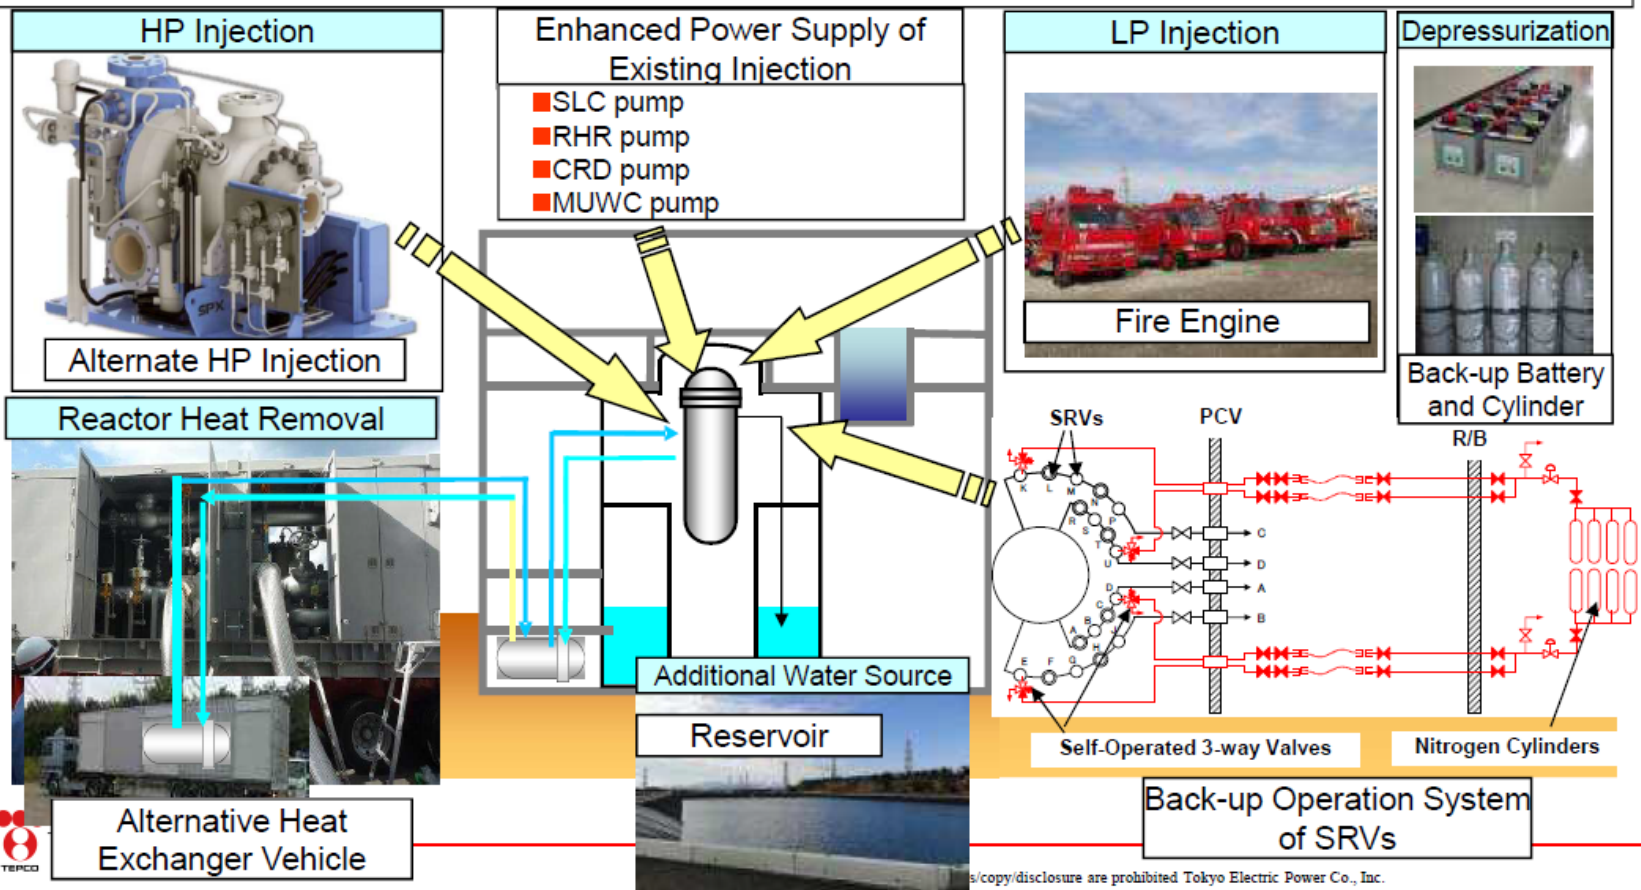 HP Injection
Alternate HP Injection
Enhanced Power Supply of
Existing Injection
SLC pump
RHR pump
CRD pump
MUWC pump
LP Injection
Fire Engine
Depressurization
Back-up Battery
and Cylinder
Reactor Heat Removal
Alternative Heat
Exchanger Vehicle
Additional Water Source
Reservoir
SPX
SRVs
PCV
R/B
K
L
M
N
P
R
S
T
U
D
C
B
A
J
H
G
F
E
C
D
A
B
Self-Operated 3-way Valves
Nitrogen Cylinders
Back-up Operation System
of SRVs
TEPCO
s/copy/disclosure are prohibited Tokyo Electric Power Co., Inc.